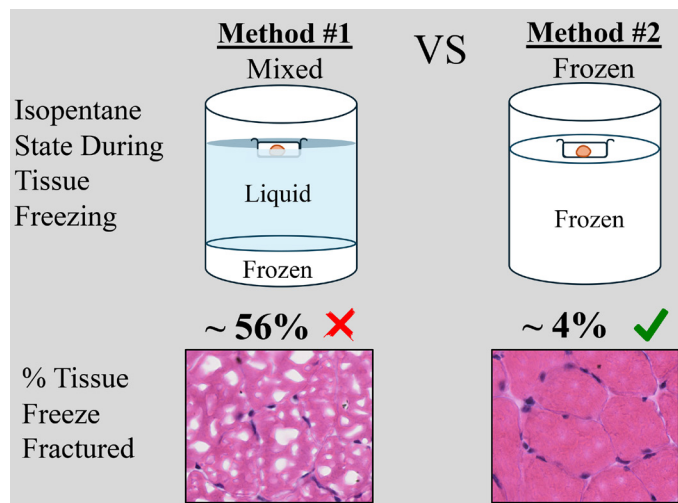 Method #1
VS
Method #2
Mixed
Frozen
Isopentane
State During
Tissue
Freezing
Liquid
Frozen
Frozen
~ 56%
~ 4%
% Tissue
Freeze
Fractured